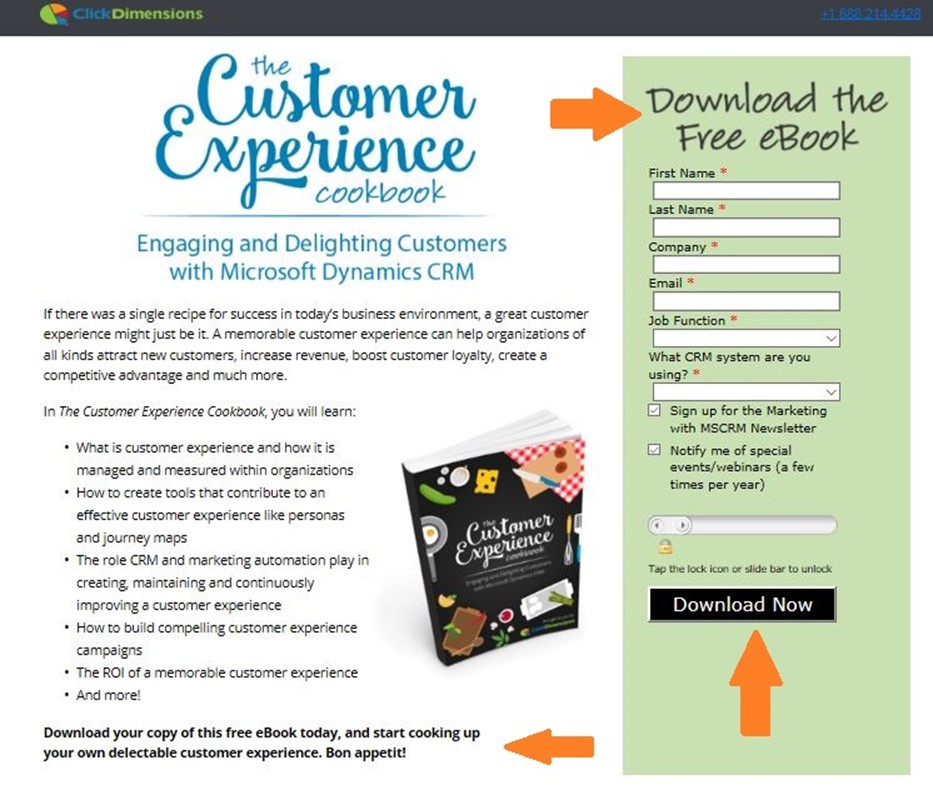 ClickDimensions
+1 888.214.4428
the
Customer
Experience
cookbook
Engaging and Delighting Customers
with Microsoft Dynamics CRM
If there was a single recipe for success in today's business environment, a great customer
experience might just be it. A memorable customer experience can help organizations of
all kinds attract new customers, increase revenue, boost customer loyalty, create a
competitive advantage and much more.
In The Customer Experience Cookbook, you will learn:
• What is customer experience and how it is
managed and measured within organizations
• How to create tools that contribute to an
effective customer experience like personas
and journey maps
• The role CRM and marketing automation play in
creating, maintaining and continuously
improving a customer experience
• How to build compelling customer experience
campaigns
• The ROI of a memorable customer experience
• And more!
the
Customer
Experience
cookbook
Engaging and Delighting Customers
with Microsoft Dynamics CRM
Brought to you by
ClickDimensions
Download your copy of this free eBook today, and start cooking up
your own delectable customer experience. Bon appetit!
Download the
Free eBook
First Name *
Last Name *
Company *
Email *
Job Function *
What CRM system are you
using? *
Sign up for the Marketing
with MSCRM Newsletter
Notify me of special
events/webinars (a few
times per year)
Tap the lock icon or slide bar to unlock
Download Now